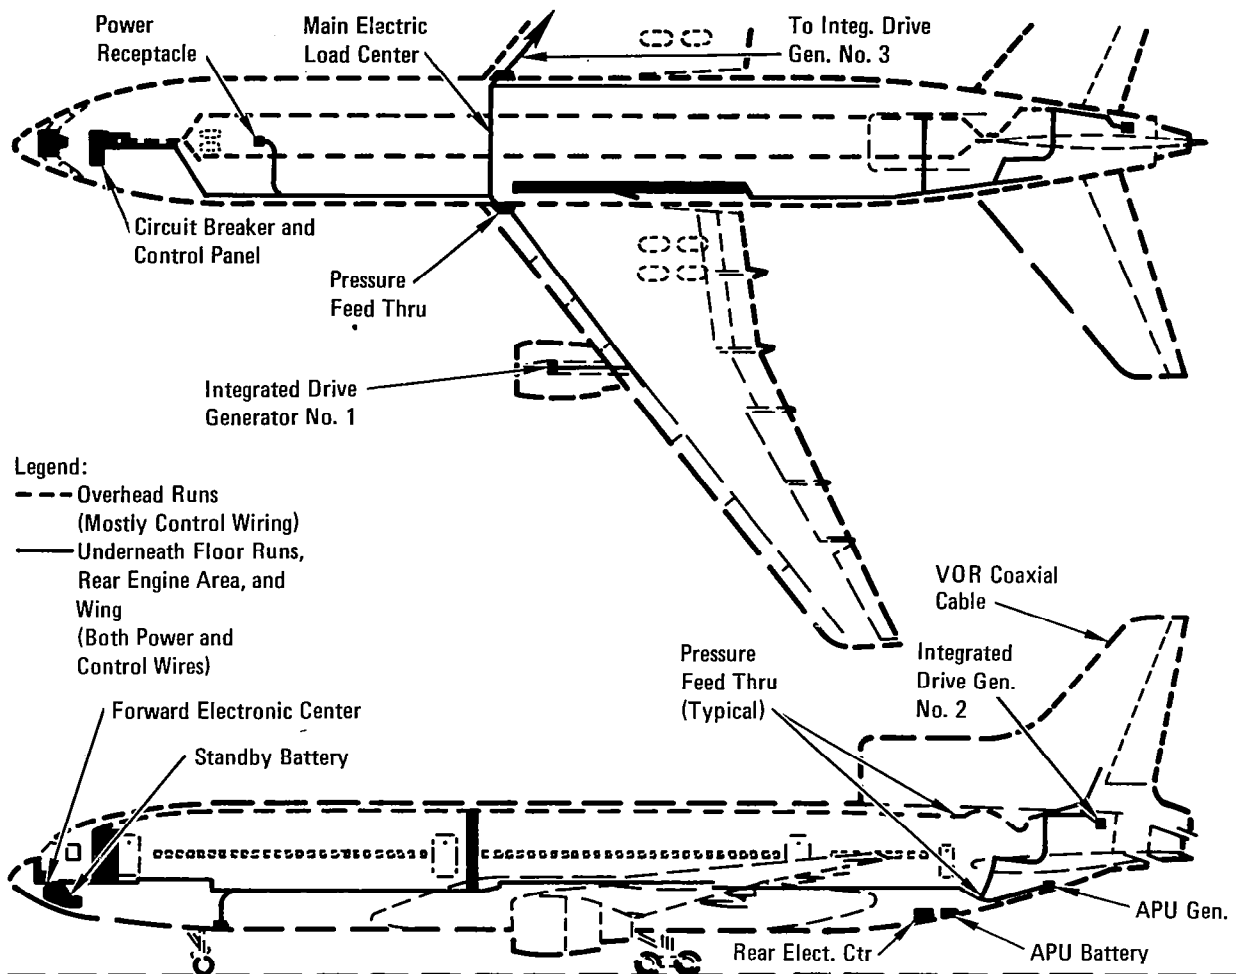 Power
Receptacle
Main Electric
Load Center
To Integ. Drive
Gen. No. 3
Circuit Breaker and
Control Panel
Pressure
Feed Thru
Integrated Drive
Generator No. 1
Legend:
Overhead Runs
(Mostly Control Wiring)
Underneath Floor Runs,
Rear Engine Area, and
Wing
(Both Power and
Control Wires)
VOR Coaxial
Cable
Pressure
Feed Thru
(Typical)
Integrated
Drive Gen.
No. 2
Forward Electronic Center
Standby Battery
APU Gen.
Rear Elect. Ctr
APU Battery